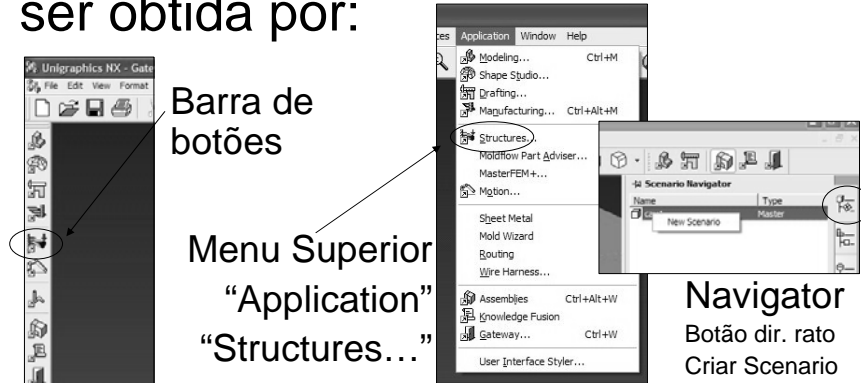 ser obtida por:
Unigraphics NX - Gate
File Edit View Format
Barra de
botões
Menu Superior
“Application”
“Structures…”
Application Window Help
Modeling... Ctrl+M
Shape Studio...
Drafting...
Manufacturing... Ctrl+Alt+M
Structures...
Moldflow Part Adviser...
MasterFEM+...
Motion...
Sheet Metal
Mold Wizard
Routing
Wire Harness...
Assemblies Ctrl+Alt+W
Knowledge Fusion
Gateway... Ctrl+W
User Interface Styler...
Scenario Navigator
Name Type
Master
New Scenario
Navigator
Botão dir. rato
Criar Scenario